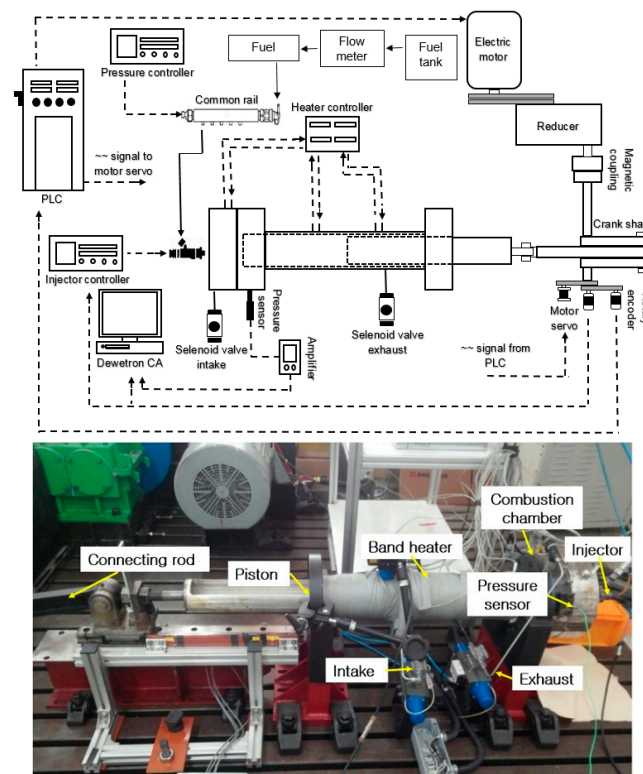 Pressure controller
Fuel
Flow
meter
Fuel
tank
Electric
motor
Common rail
Heater controller
Reducer
Magnetic
coupling
~~ signal to
motor servo
PLC
Crank sha
Injector controller
Pressure
sensor
Selenoid valve
intake
Amplifier
Selenoid valve
exhaust
Motor
servo
encoder
Dewetron CA
~~ signal from
PLC
Combustion
chamber
Injector
Connecting rod
Band heater
Piston
Pressure
sensor
Intake
Exhaust